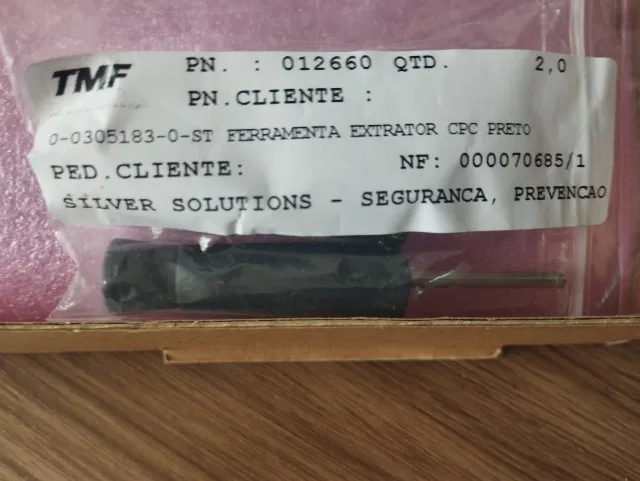 TMF
PN. : 012660 QTD. 2,0
PN.CLIENTE :
0-0305183-0-ST FERRAMENTA EXTRATOR CPC PRETO
PED.CLIENTE: NF: 000070685/1
SILVER SOLUTIONS - SEGURANCA, PREVENCAO